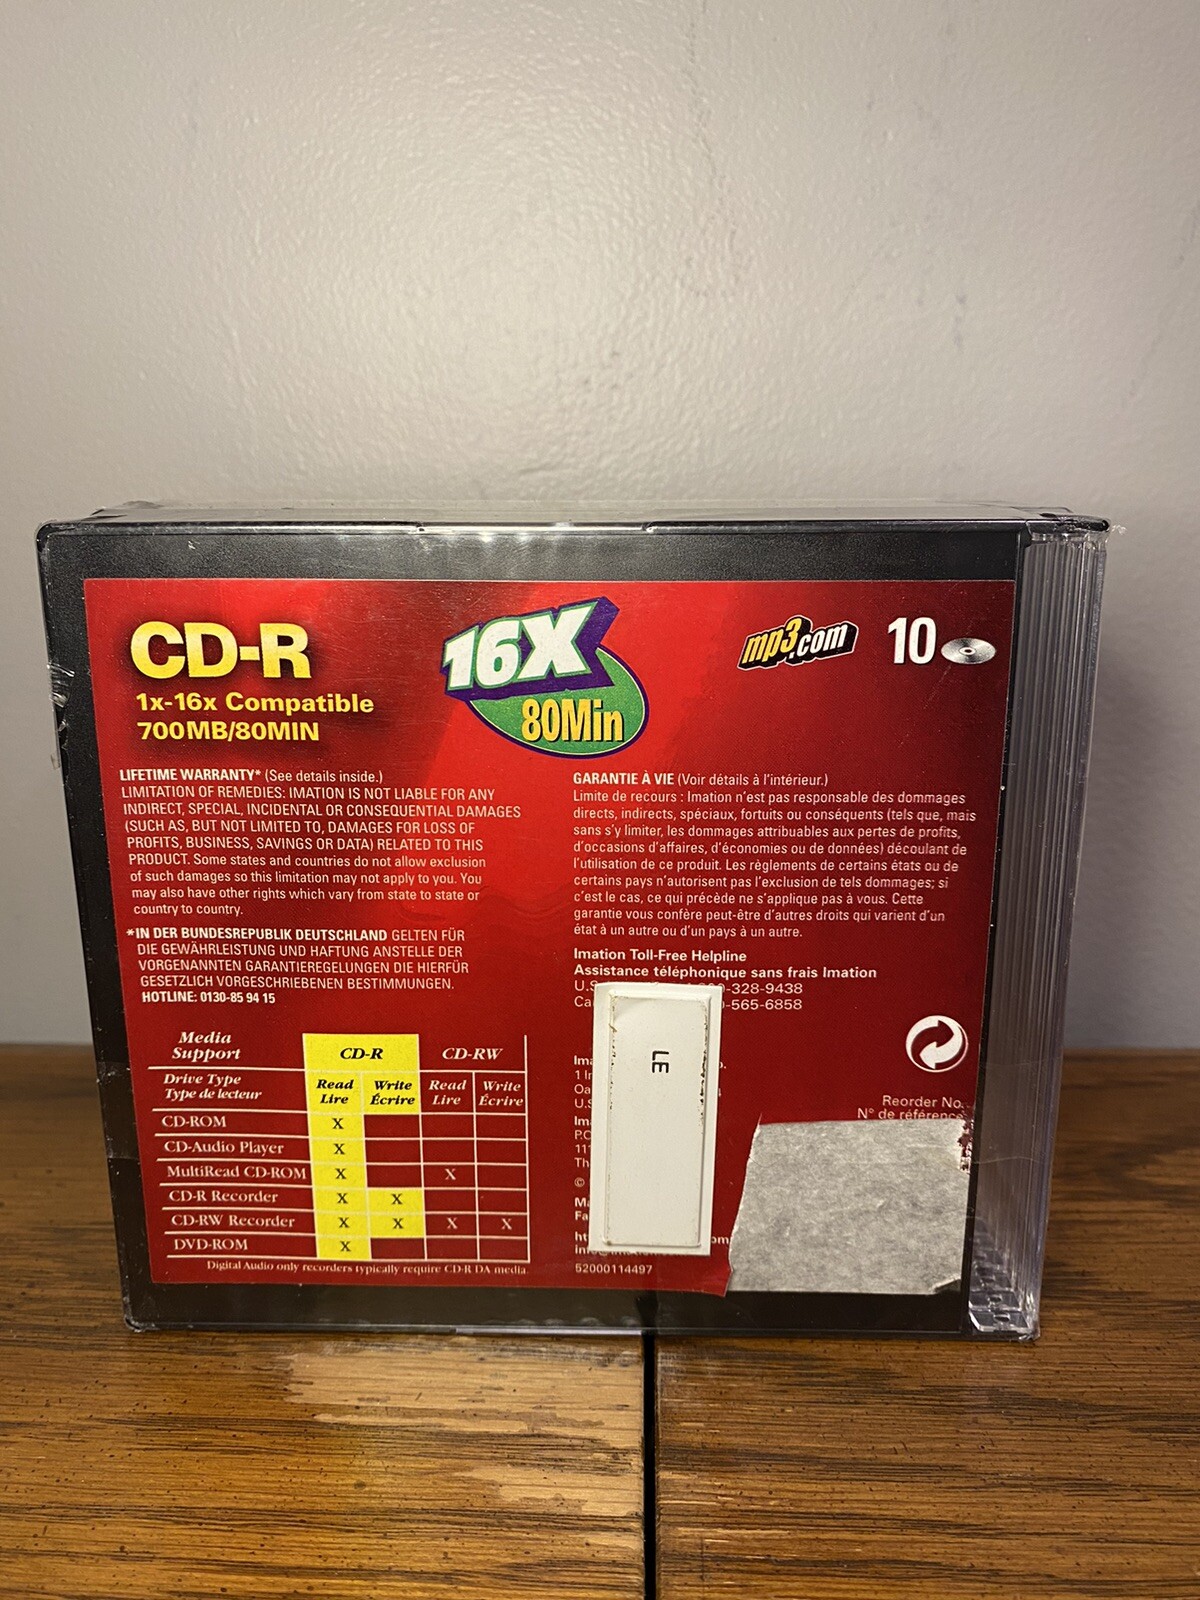 CD-R
1x-16x Compatible
700MB/80MIN
16X
80Min
mp3.com
10
LIFETIME WARRANTY* (See details inside.)
LIMITATION OF REMEDIES: IMATION IS NOT LIABLE FOR ANY
INDIRECT, SPECIAL, INCIDENTAL OR CONSEQUENTIAL DAMAGES
(SUCH AS, BUT NOT LIMITED TO, DAMAGES FOR LOSS OF
PROFITS, BUSINESS, SAVINGS OR DATA) RELATED TO THIS
PRODUCT. Some states and countries do not allow exclusion
of such damages so this limitation may not apply to you. You
may also have other rights which vary from state to state or
country to country.
*IN DER BUNDESREPUBLIK DEUTSCHLAND GELTEN FÜR
DIE GEWÄHRLEISTUNG UND HAFTUNG ANSTELLE DER
VORGENANNTEN GARANTIEREGELUNGEN DIE HIERFÜR
GESETZLICH VORGESCHRIEBENEN BESTIMMUNGEN.
HOTLINE: 0130-85 94 15
Media Support
CD-R CD-RW
Drive Type Read Write Read Write
Type de lecteur Lire Écrire Lire Écrire
CD-ROM X
CD-Audio Player X
MultiRead CD-ROM X X
CD-R Recorder X X
CD-RW Recorder X X X X
DVD-ROM X
Digital Audio only recorders typically require CD-R DA media.
GARANTIE À VIE (Voir détails à l'intérieur.)
Limite de recours : Imation n'est pas responsable des dommages
directs, indirects, spéciaux, fortuits ou conséquents (tels que, mais
sans s'y limiter, les dommages attribuables aux pertes de profits,
d'occasions d'affaires, d'économies ou de données) découlant de
l'utilisation de ce produit. Les règlements de certains états ou de
certains pays n'autorisent pas l'exclusion de tels dommages; si
c'est le cas, ce qui précède ne s'applique pas à vous. Cette
garantie vous confère peut-être d'autres droits qui varient d'un
état à un autre ou d'un pays à un autre.
Imation Toll-Free Helpline
Assistance téléphonique sans frais Imation
U.S. -328-9438
-565-6858
LE
Reorder No.
N° de référence
U.S
©
52000114497